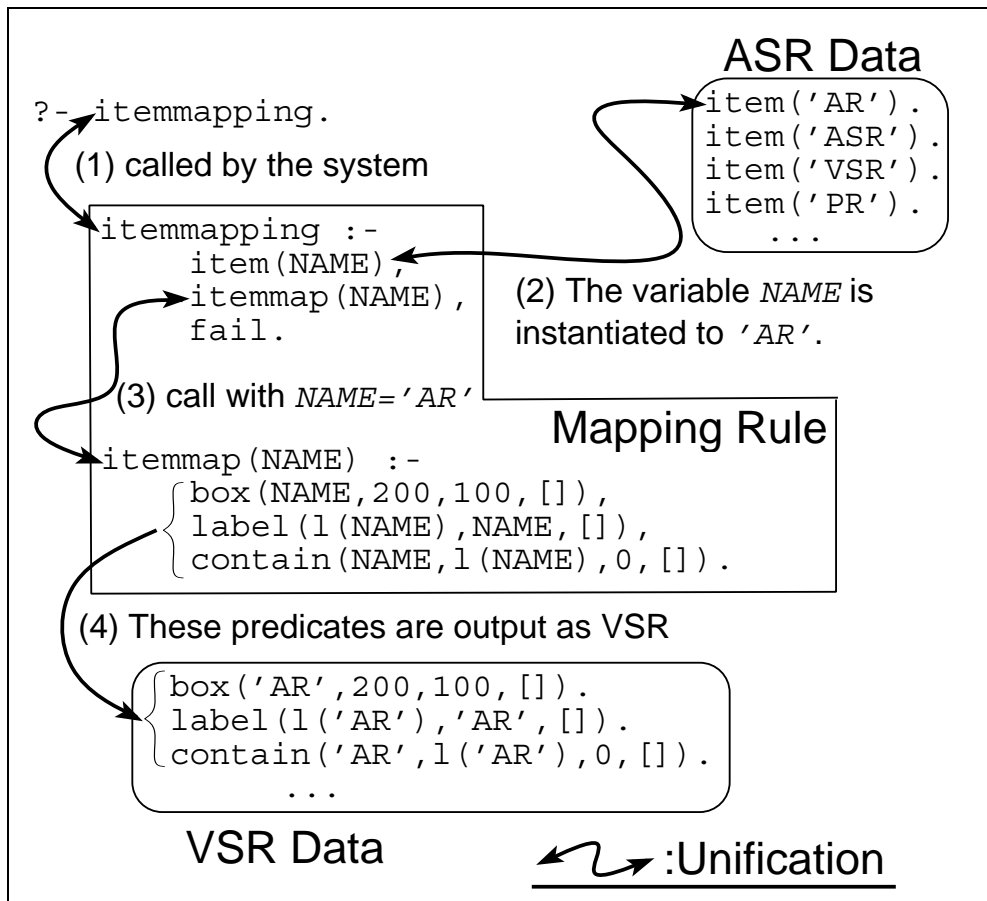 ASR Data
?- itemmapping.
item('AR').
item('ASR').
item('VSR').
item('PR').
...
(1) called by the system
itemmapping :-
item(NAME),
itemmap(NAME),
fail.
(2) The variable NAME is
instantiated to 'AR'.
(3) call with NAME='AR'
Mapping Rule
itemmap(NAME) :-
box(NAME,200,100,[]),
label(l(NAME),NAME,[]),
contain(NAME,l(NAME),0,[]).
(4) These predicates are output as VSR
box('AR',200,100,[]).
label(l('AR'),'AR',[]).
contain('AR',l('AR'),0,[]).
...
VSR Data
:Unification